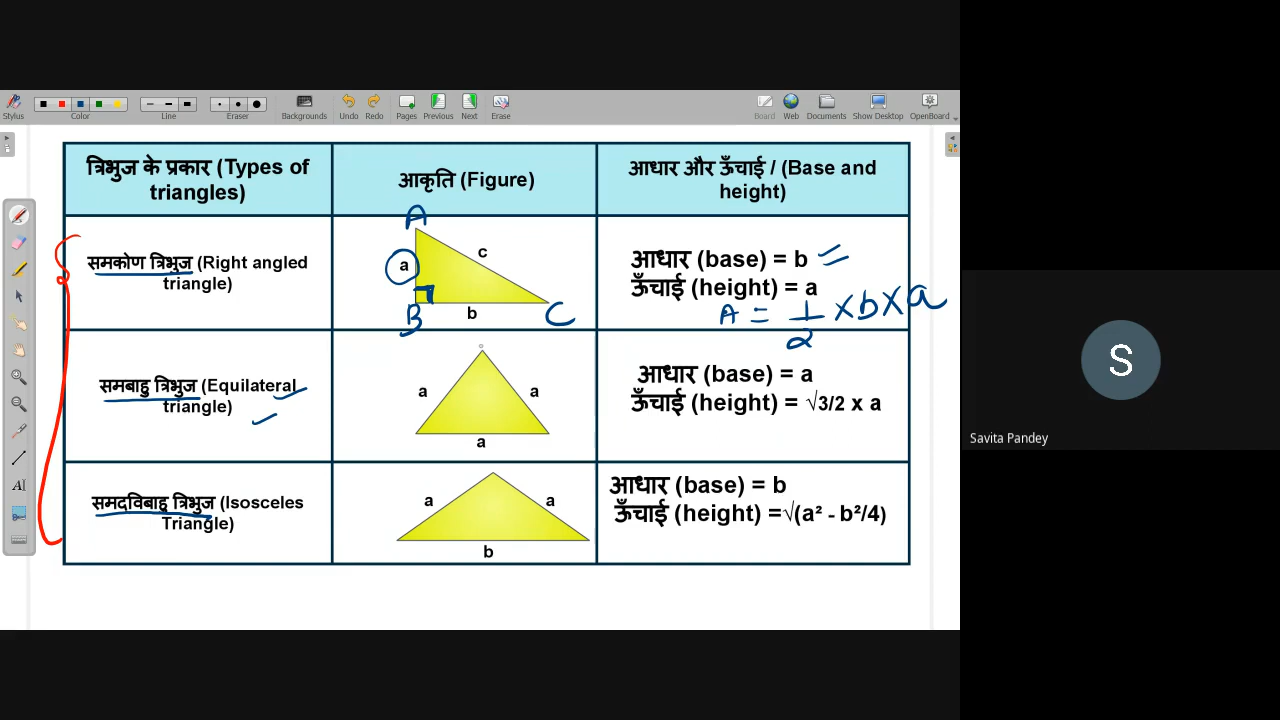 Stylus
Color
Line
Eraser
Backgrounds
Undo
Redo
Pages
Previous
Next
Erase
Board
Web
Documents
Show Desktop
OpenBoard
त्रिभुज के प्रकार (Types of
triangles)
आकृति (Figure)
आधार और ऊँचाई / (Base and
height)
समकोण त्रिभुज (Right angled
triangle)
A
a
c
B
b
C
आधार (base) = b
ऊँचाई (height) = a
A = 1/2 × b × a
समबाहु त्रिभुज (Equilateral
triangle)
a
a
a
आधार (base) = a
ऊँचाई (height) = √3/2 x a
समदविबाहु त्रिभुज (Isosceles
Triangle)
a
a
b
आधार (base) = b
ऊँचाई (height) =√(a² - b²/4)
AI
S
Savita Pandey